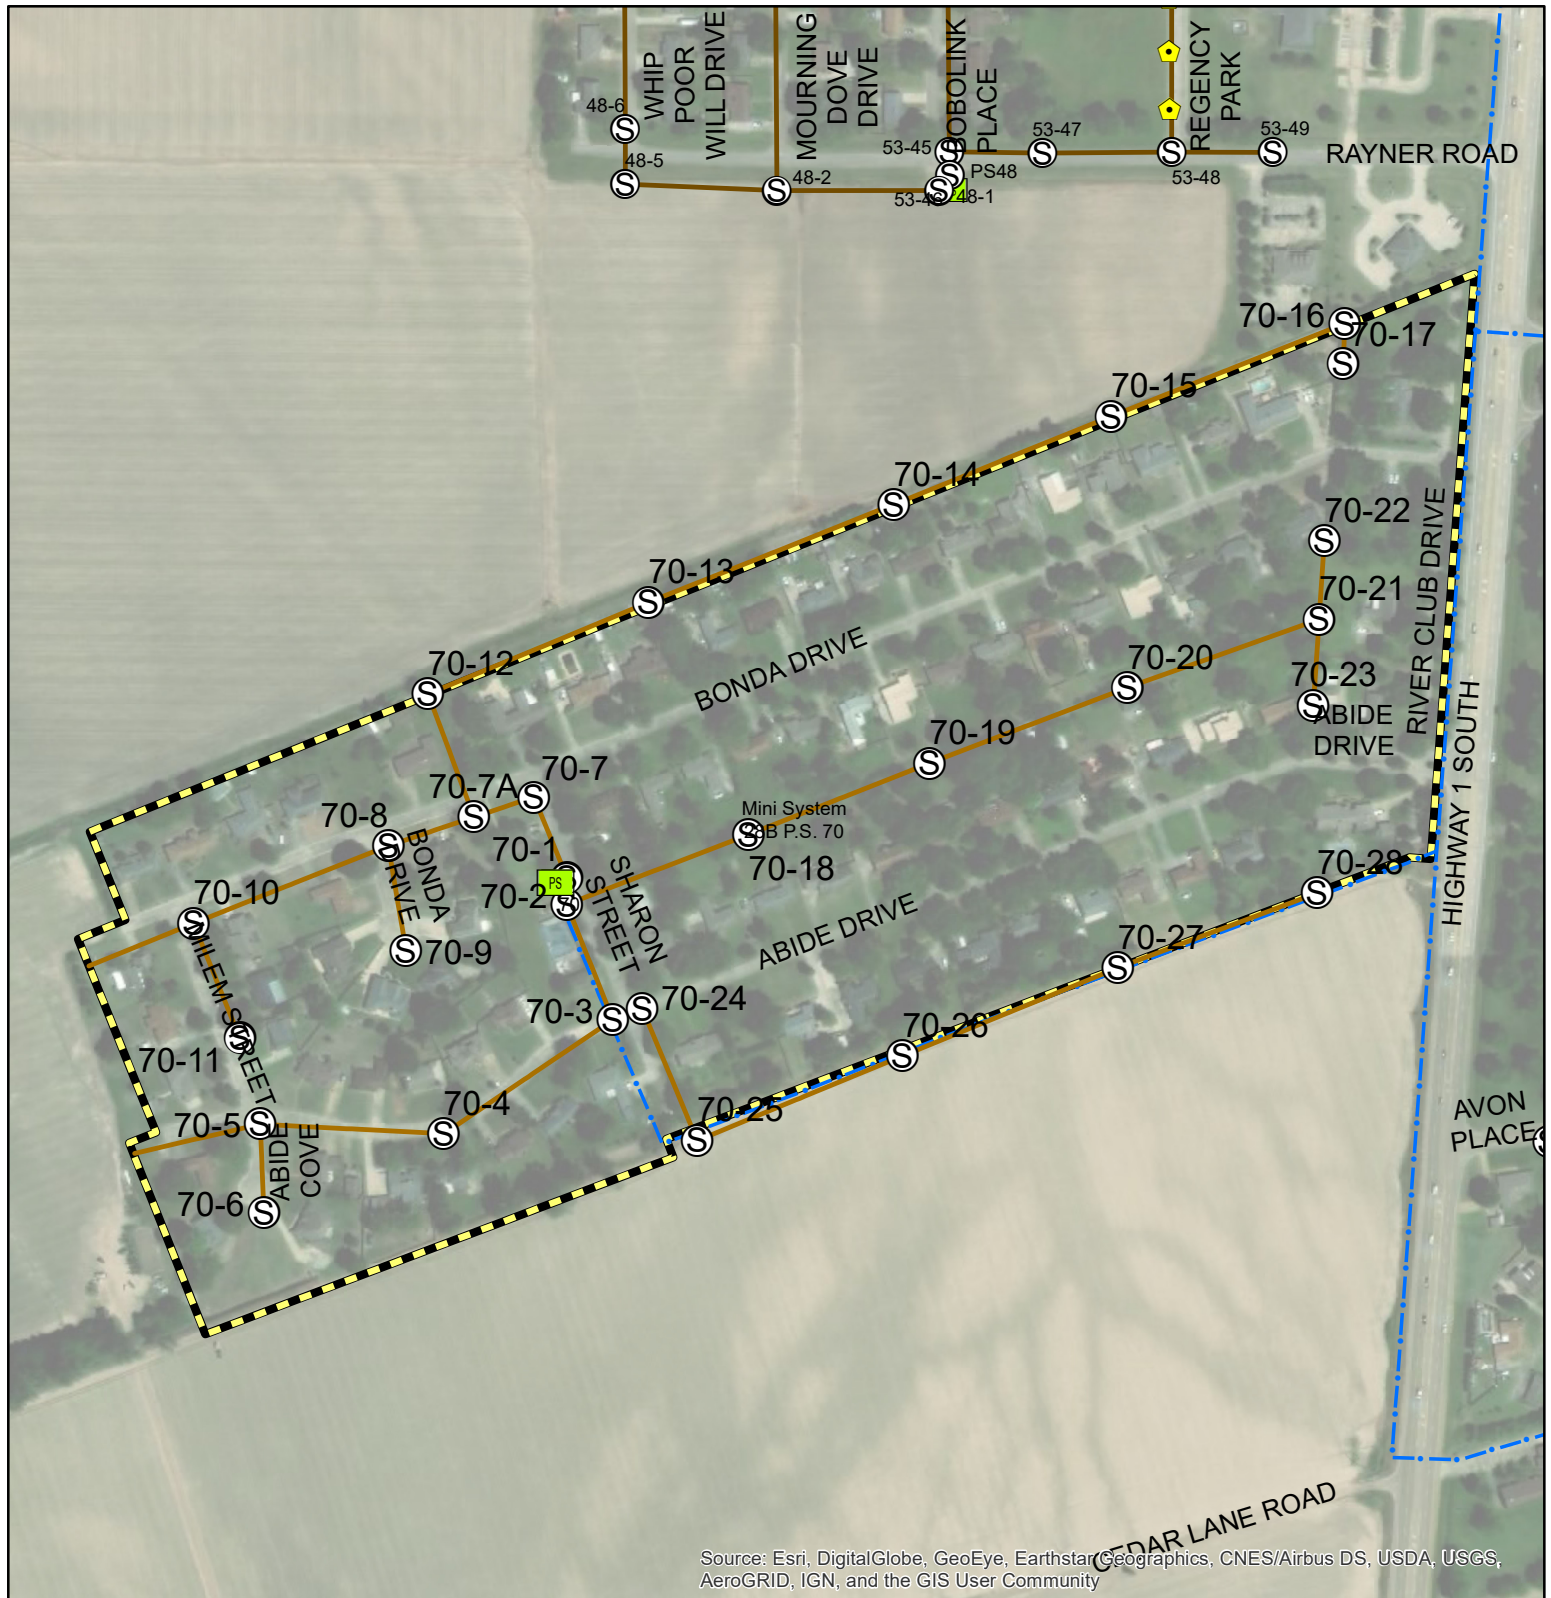 WHIP
POOR
WILL DRIVE
MOURNING
DOVE
DRIVE
BOBOLINK
PLACE
REGENCY
PARK
48-6
S
48-5
S
48-2
S
53-45
S
53-47
S
53-48
S
53-49
S
RAYNER ROAD
PS48
S
53-46
S
48-1
70-16
S
70-17
S
70-15
S
70-14
S
70-13
S
70-12
S
70-22
S
70-21
S
70-20
S
70-23
S
ABIDE
DRIVE
RIVER CLUB DRIVE
HIGHWAY 1 SOUTH
BONDA DRIVE
70-19
S
70-7
S
70-7A
S
70-8
S
BONDA
DRIVE
Mini System
28B P.S. 70
S
70-18
70-1
PS
70-2
S
SHARON
STREET
70-10
S
70-9
S
MILEM STREET
ABIDE DRIVE
70-28
S
70-27
S
70-3
S
70-24
S
70-26
S
70-11
S
70-4
S
70-25
S
70-5
S
ABIDE
COVE
70-6
S
AVON
PLACE
S
CEDAR LANE ROAD
Source: Esri, DigitalGlobe, GeoEye, Earthstar Geographics, CNES/Airbus DS, USDA, USGS,
AeroGRID, IGN, and the GIS User Community